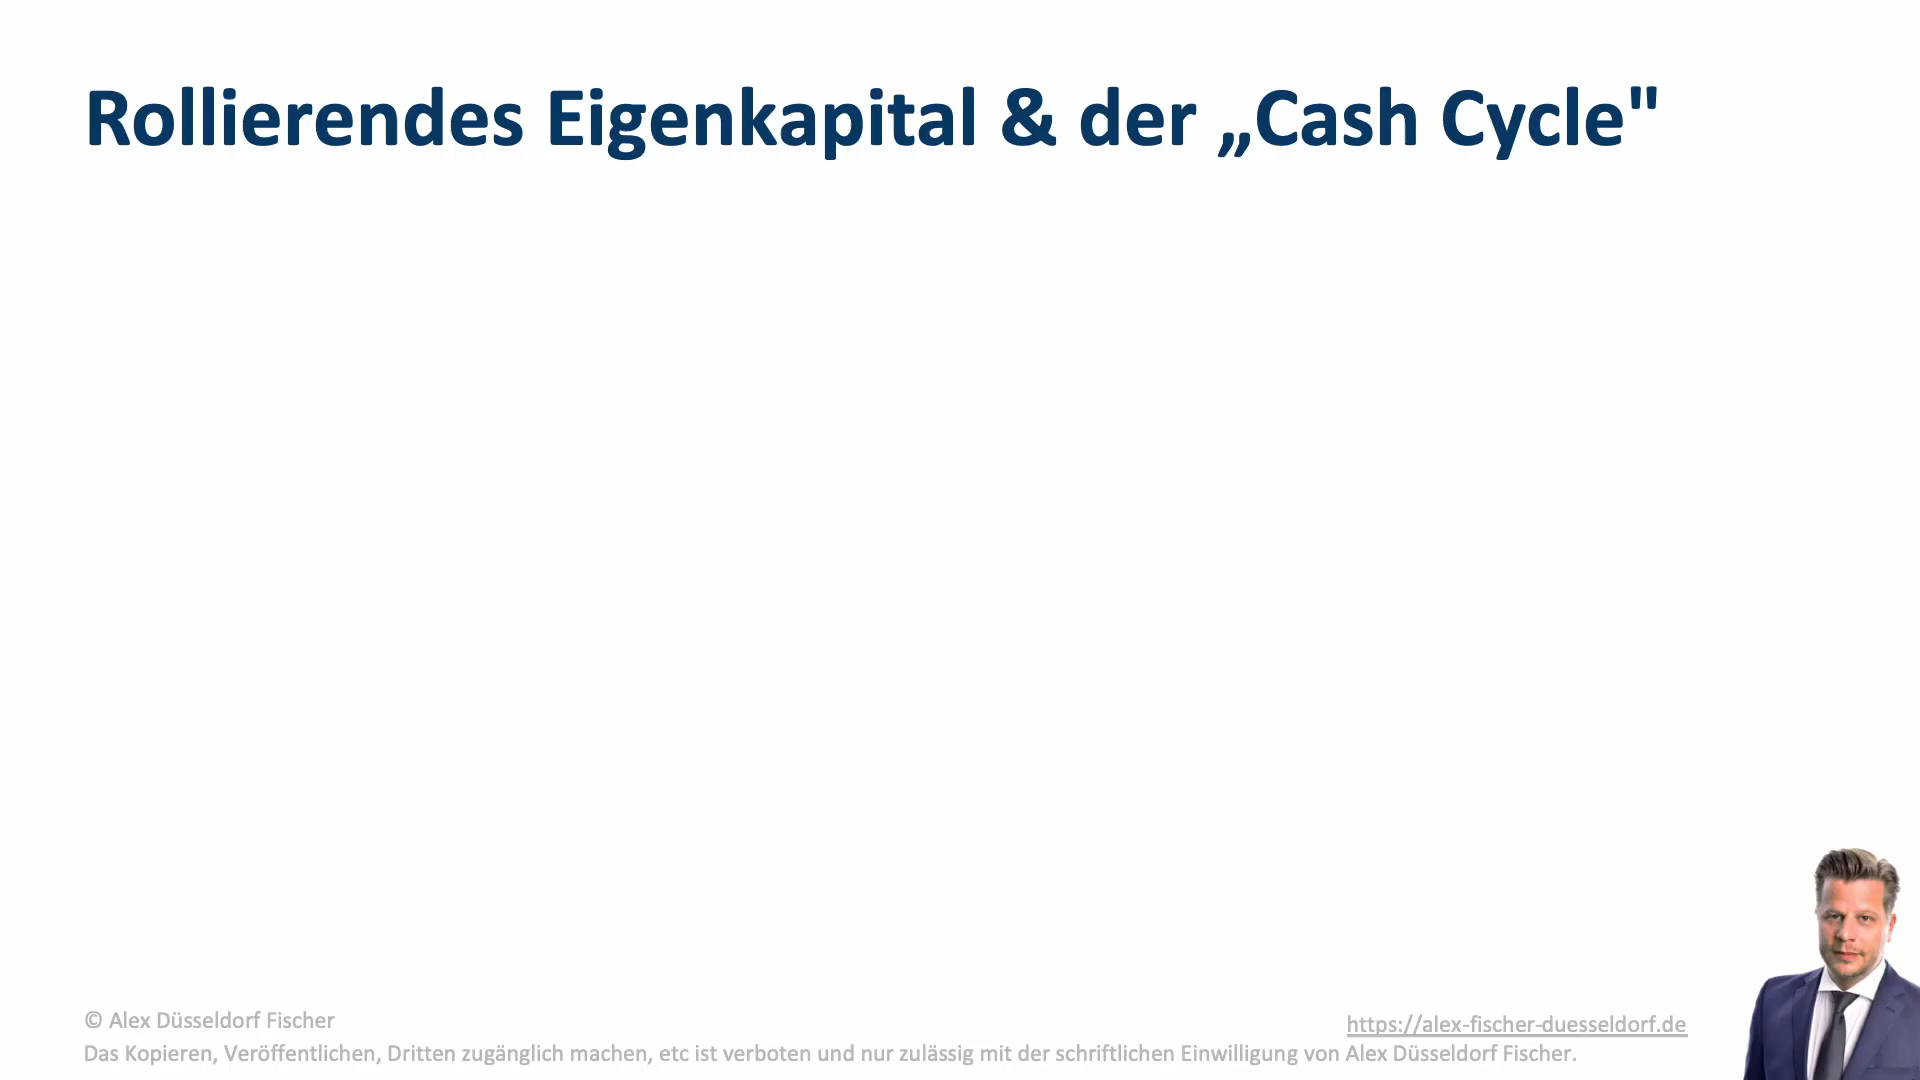 Rollierendes Eigenkapital & der „Cash Cycle"
© Alex Düsseldorf Fischer
https://alex-fischer-duesseldorf.de
Das Kopieren, Veröffentlichen, Dritten zugänglich machen, etc ist verboten und nur zulässig mit der schriftlichen Einwilligung von Alex Düsseldorf Fischer.